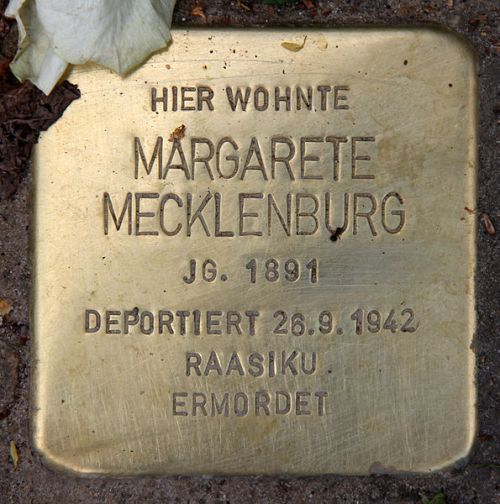 HIER WOHNTE
MARGARETE
MECKLENBURG
JG. 1891
DEPORTIERT 26.9.1942
RAASIKU
ERMORDET